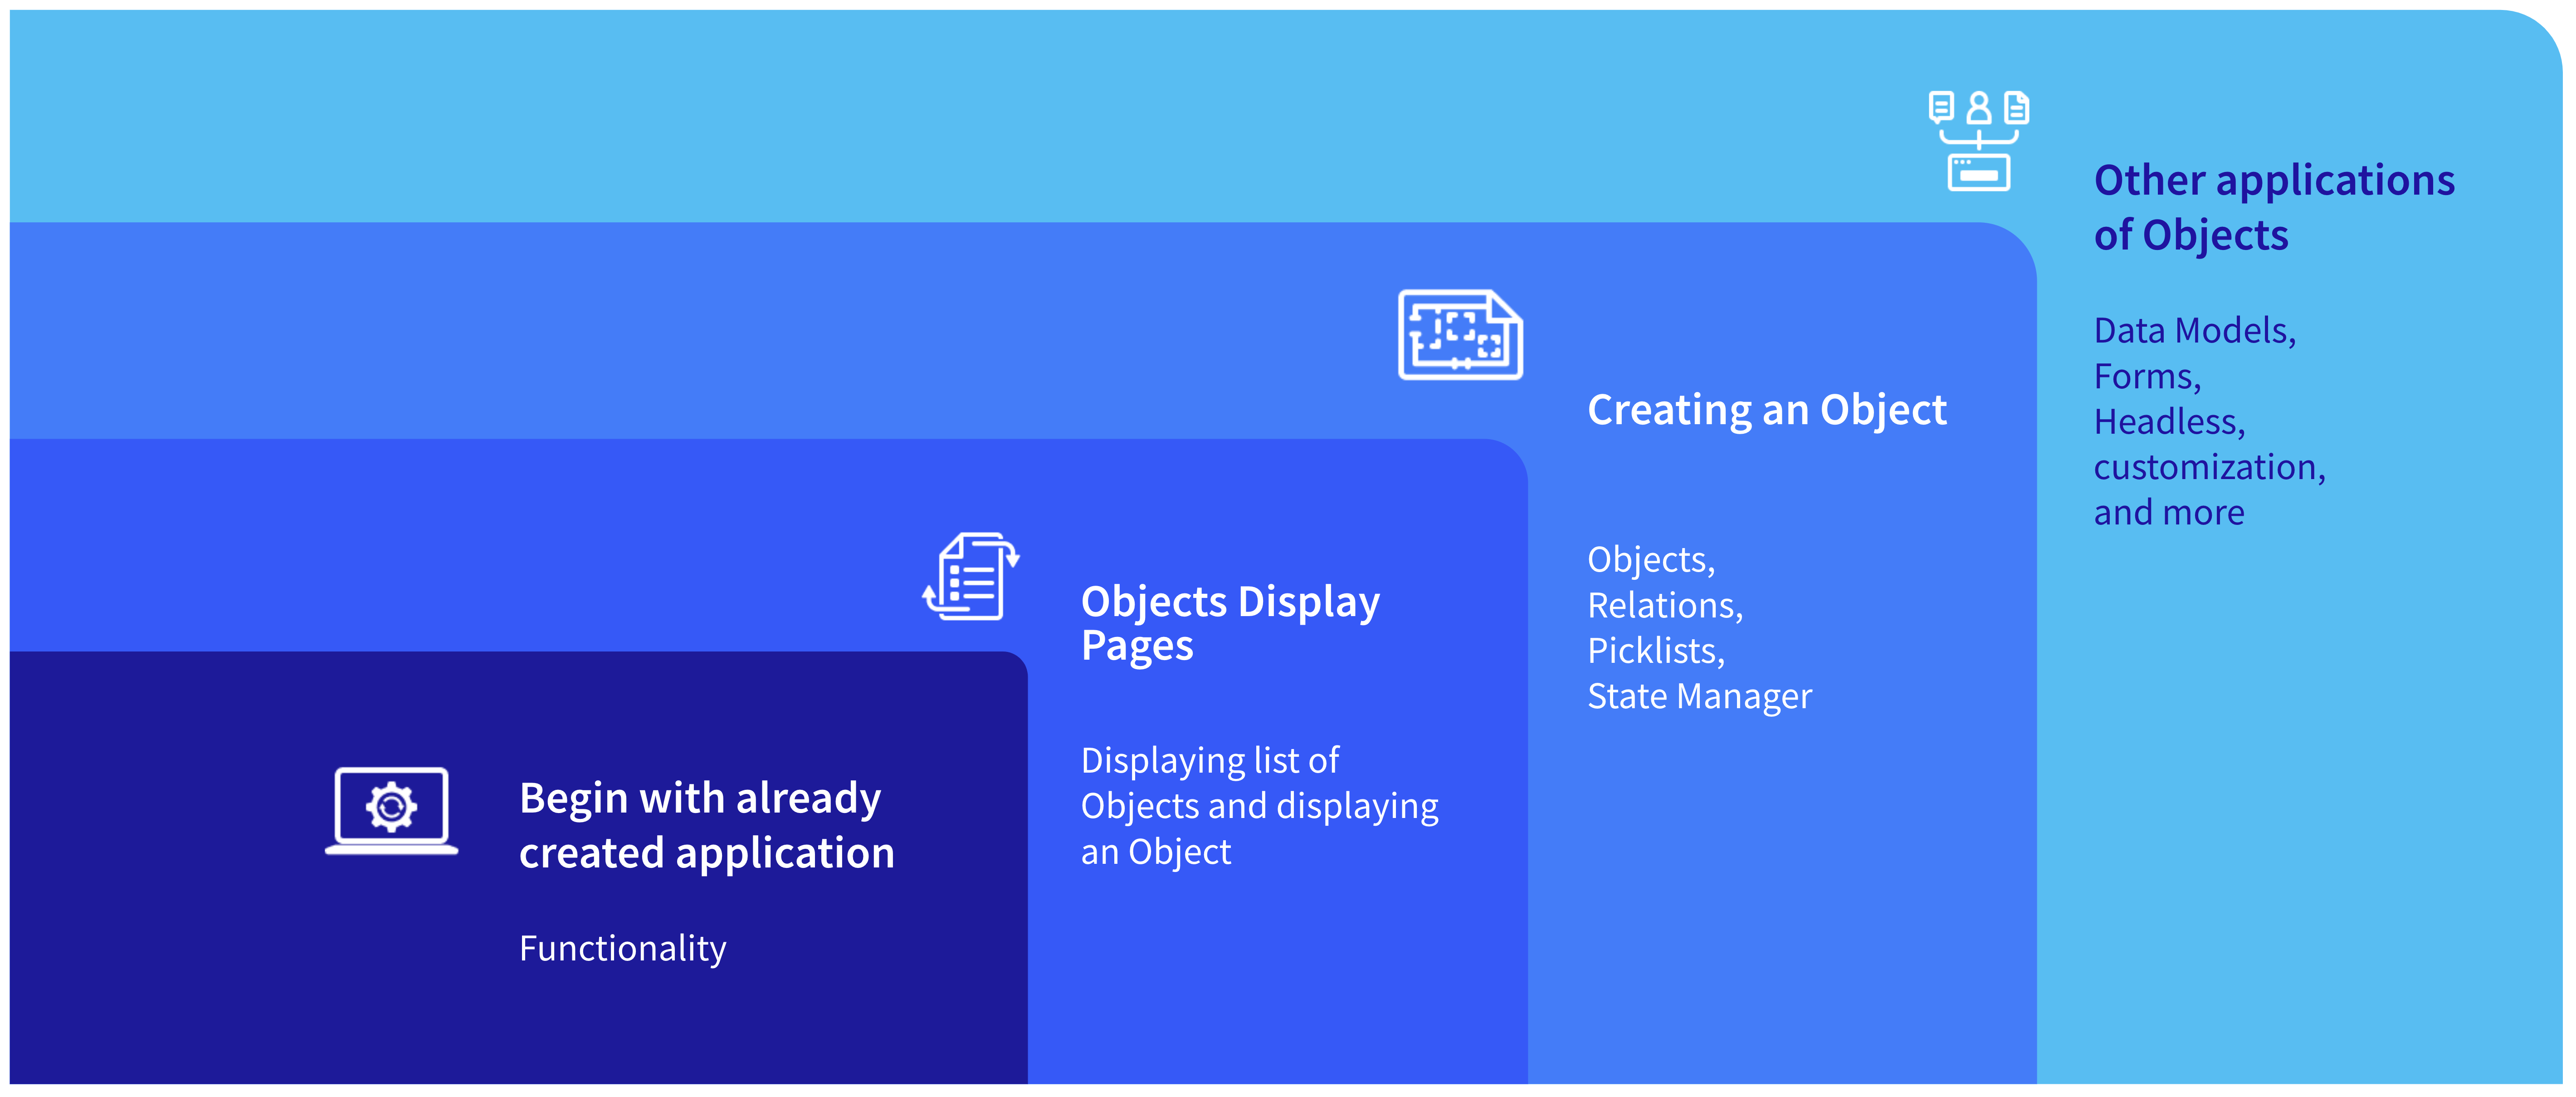 Begin with already
created application
Functionality
Objects Display
Pages
Displaying list of
Objects and displaying
an Object
Creating an Object
Objects,
Relations,
Picklists,
State Manager
Other applications
of Objects
Data Models,
Forms,
Headless,
customization,
and more